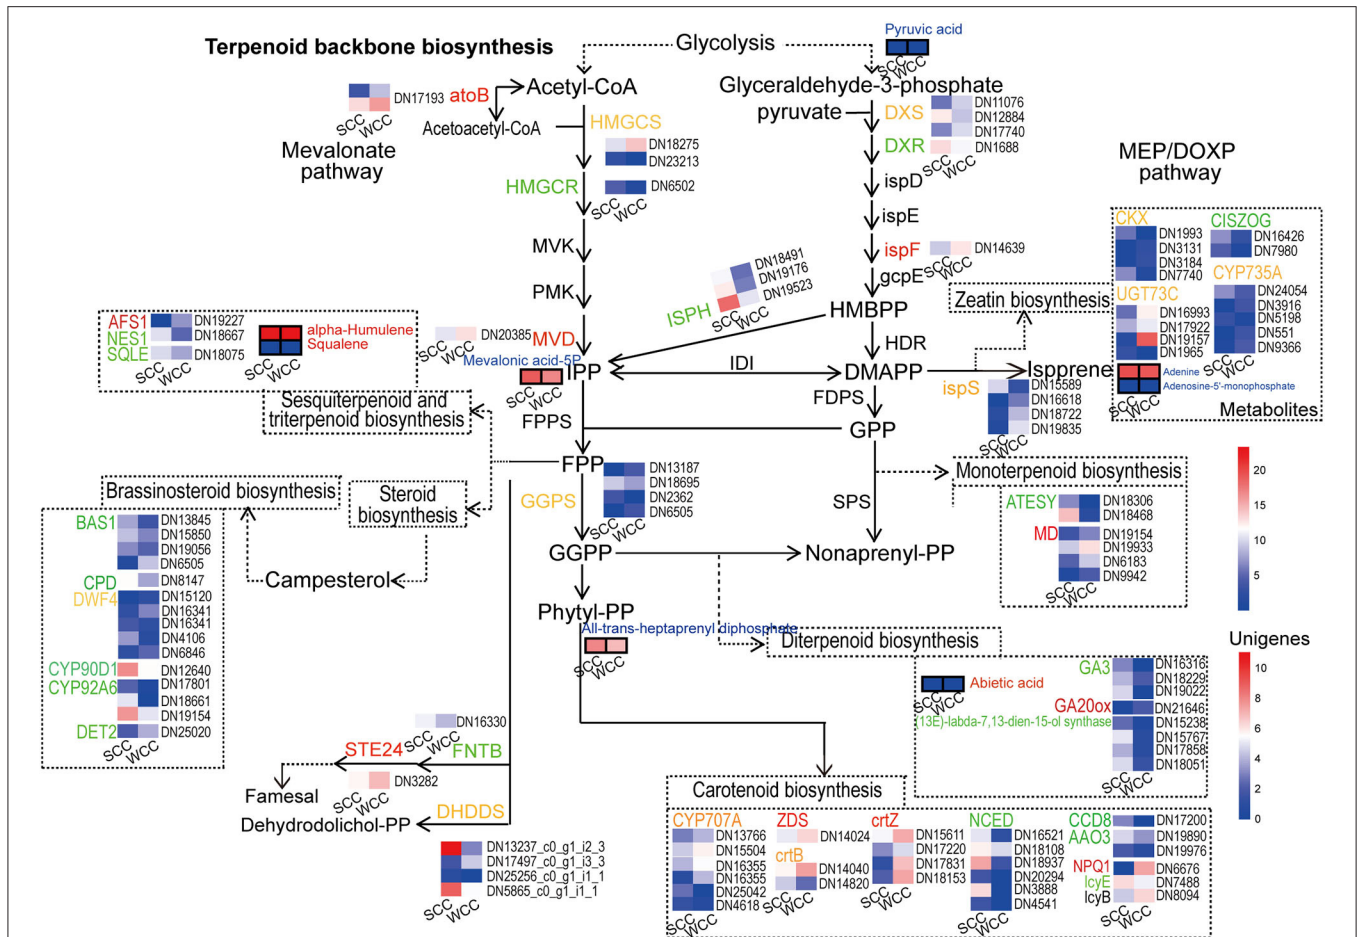 Terpenoid backbone biosynthesis
Glycolysis
Pyruvic acid
SCC WCC
Acetyl-CoA
Glyceraldehyde-3-phosphate
pyruvate
atoB
DN17193
SCC WCC
Acetoacetyl-CoA
Mevalonate
pathway
HMGCS
DN18275
DN23213
HMGCR
DN6502
SCC WCC
MVK
PMK
MVD
DN20385
SCC WCC
Mevalonic acid-5P
SCC WCC
DXS
DN11076
DN12884
DN17740
DXR
DN1688
SCC WCC
ispD
ispE
ispF
DN14639
SCC WCC
gcpE
HMBPP
ISPH
DN18491
DN19176
DN19523
SCC WCC
HDR
IPP
IDI
DMAPP
Ispprene
ispS
DN15589
DN16618
DN18722
DN19835
SCC WCC
MEP/DOXP
pathway
Zeatin biosynthesis
CKX
DN1993
DN3131
DN3184
DN7740
CISZOG
DN16426
DN7980
CYP735A
DN24054
DN3916
DN5198
DN551
DN9366
SCC WCC
UGT73C
DN16993
DN17922
DN19157
DN1965
Adenine
Adenosine-5'-monophosphate
SCC WCC
Metabolites
20
15
10
5
AFS1
DN19227
NES1
DN18667
SQLE
DN18075
SCC WCC
alpha-Humulene
Squalene
SCC WCC
Sesquiterpenoid and
triterpenoid biosynthesis
FPPS
FDPS
GPP
FPP
GGPS
DN13187
DN18695
DN2362
DN6505
SCC WCC
SPS
Monoterpenoid biosynthesis
ATESY
DN18306
DN18468
MD
DN19154
DN19933
DN6183
DN9942
SCC WCC
Brassinosteroid biosynthesis
Steroid
biosynthesis
Campesterol
BAS1
DN13845
DN15850
DN19056
DN6505
CPD
DN8147
DWF4
DN15120
DN16341
DN16341
DN4106
DN6846
CYP90D1
DN12640
CYP92A6
DN17801
DN18661
DN19154
DET2
DN25020
SCC WCC
GGPP
Nonaprenyl-PP
Phytyl-PP
All-trans-heptaprenyl diphosphate
SCC WCC
Diterpenoid biosynthesis
Abietic acid
SCC WCC
GA3
DN16316
DN18229
DN19022
GA20ox
DN21646
(13E)-labda-7,13-dien-15-ol synthase
DN15238
DN15767
DN17858
DN18051
SCC WCC
Unigenes
10
8
6
4
2
0
DN16330
SCC WCC
STE24
FNTB
DN3282
SCC WCC
Famesal
DHDDS
Dehydrodolichol-PP
DN13237_c0_g1_i2_3
DN17497_c0_g1_i3_3
DN25256_c0_g1_i1_1
DN5865_c0_g1_i1_1
SCC WCC
Carotenoid biosynthesis
CYP707A
DN13766
DN15504
DN16355
DN16355
DN25042
DN4618
SCC WCC
ZDS
DN14024
crtB
DN14040
DN14820
SCC WCC
crtZ
DN15611
DN17220
DN17831
DN18153
SCC WCC
NCED
DN16521
DN18108
DN18937
DN20294
DN3888
DN4541
SCC WCC
CCD8
DN17200
AAO3
DN19890
DN19976
NPQ1
DN6676
lcyE
DN7488
lcyB
DN8094
SCC WCC